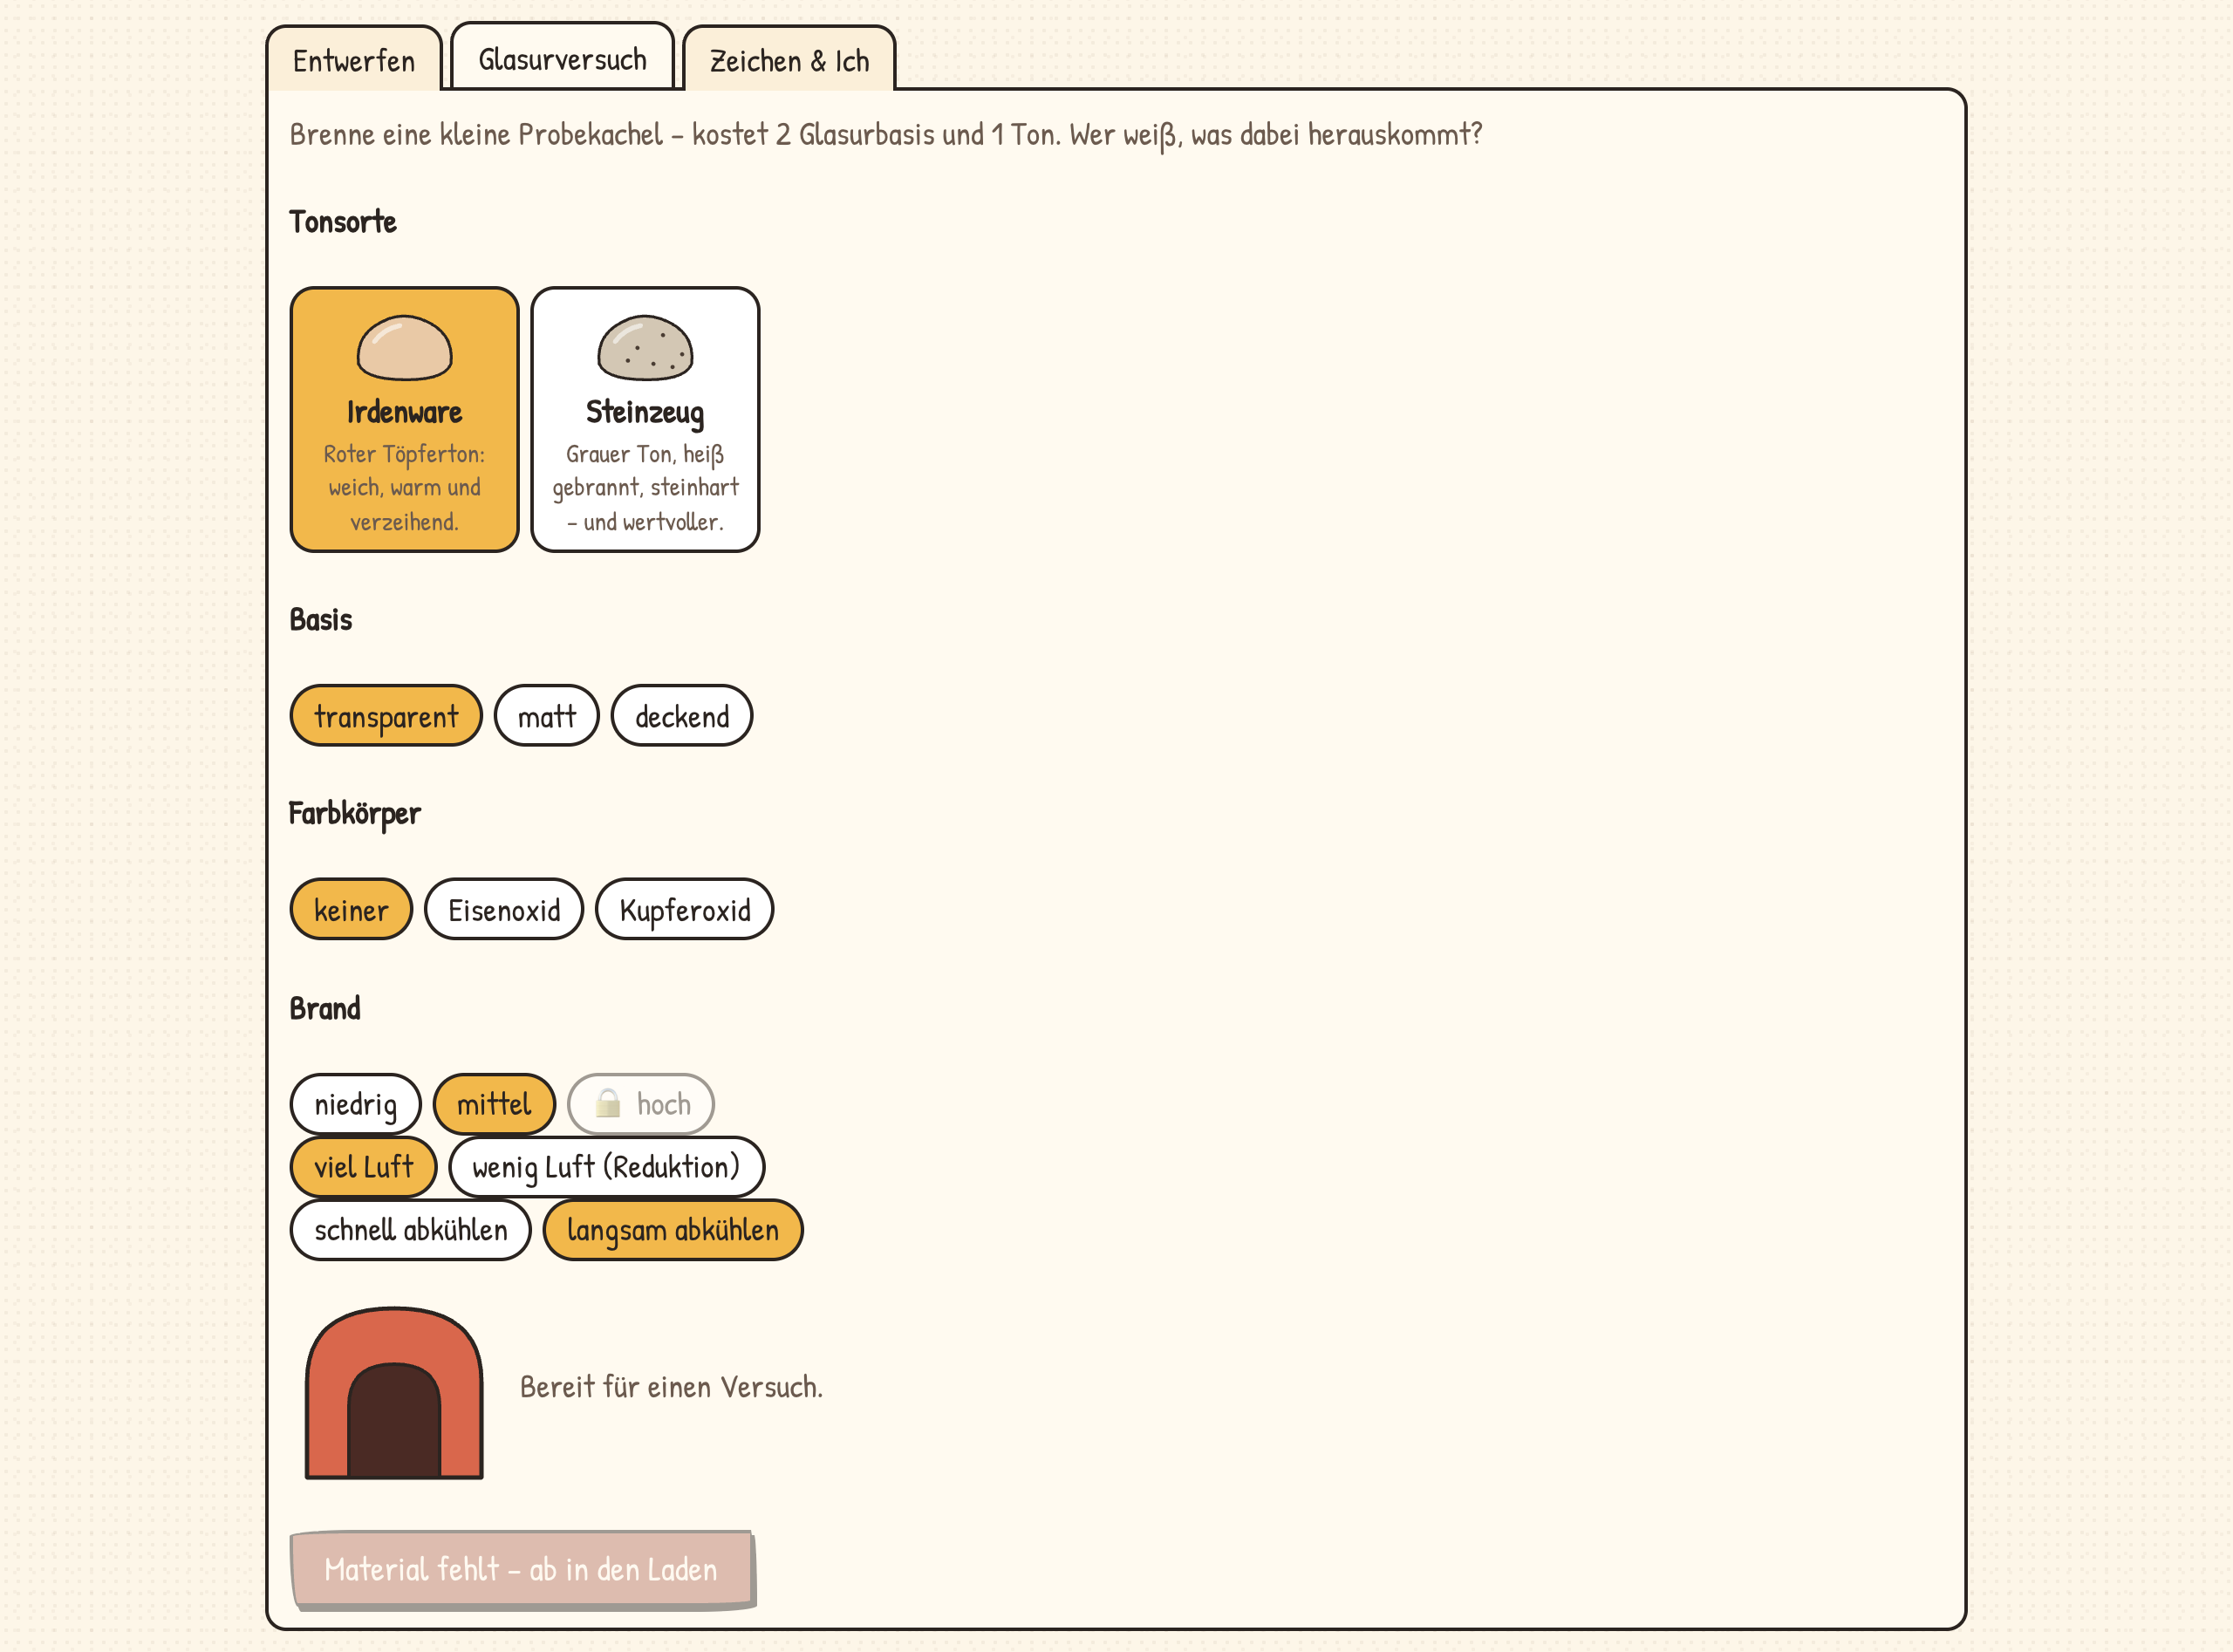 Entwerfen
Glasurversuch
Zeichen & Ich
Brenne eine kleine Probekachel – kostet 2 Glasurbasis und 1 Ton. Wer weiß, was dabei herauskommt?
Tonsorte
Irdenware
Roter Töpferton:
weich, warm und
verzeihend.
Steinzeug
Grauer Ton, heiß
gebrannt, steinhart
– und wertvoller.
Basis
transparent
matt
deckend
Farbkörper
keiner
Eisenoxid
Kupferoxid
Brand
niedrig
mittel
hoch
viel Luft
wenig Luft (Reduktion)
schnell abkühlen
langsam abkühlen
Bereit für einen Versuch.
Material fehlt – ab in den Laden